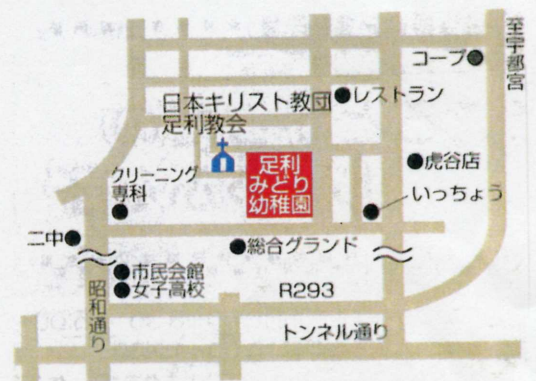 至宇都宮
コープ
日本キリスト教団
足利教会
レストラン
足利
みどり
幼稚園
虎谷店
クリーニング
専科
いっちょう
二中
総合グランド
市民会館
女子高校
昭和通り
R293
トンネル通り